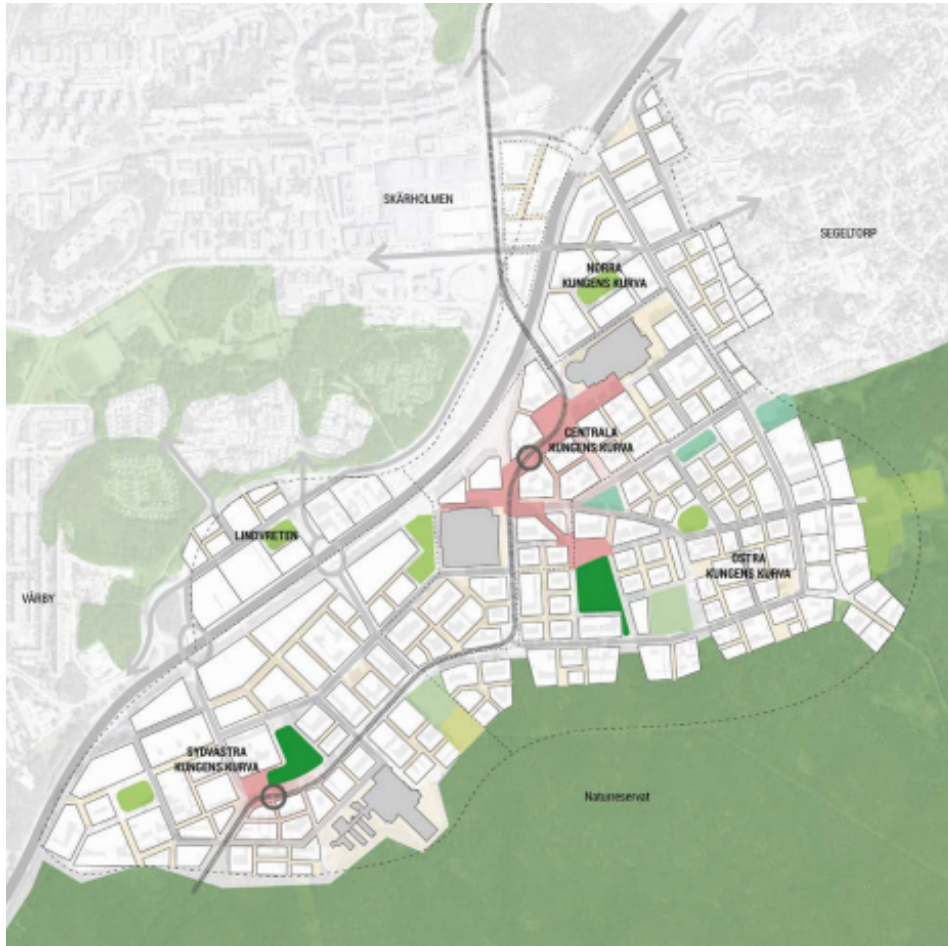 SKÄRHOLMEN
SEGELTORP
NORRA
KUNGENS KURVA
CENTRALA
KUNGENS KURVA
LINDVRETEN
ÖSTRA
KUNGENS KURVA
VÅRBY
SYDVÄSTRA
KUNGENS KURVA
Naturreservat